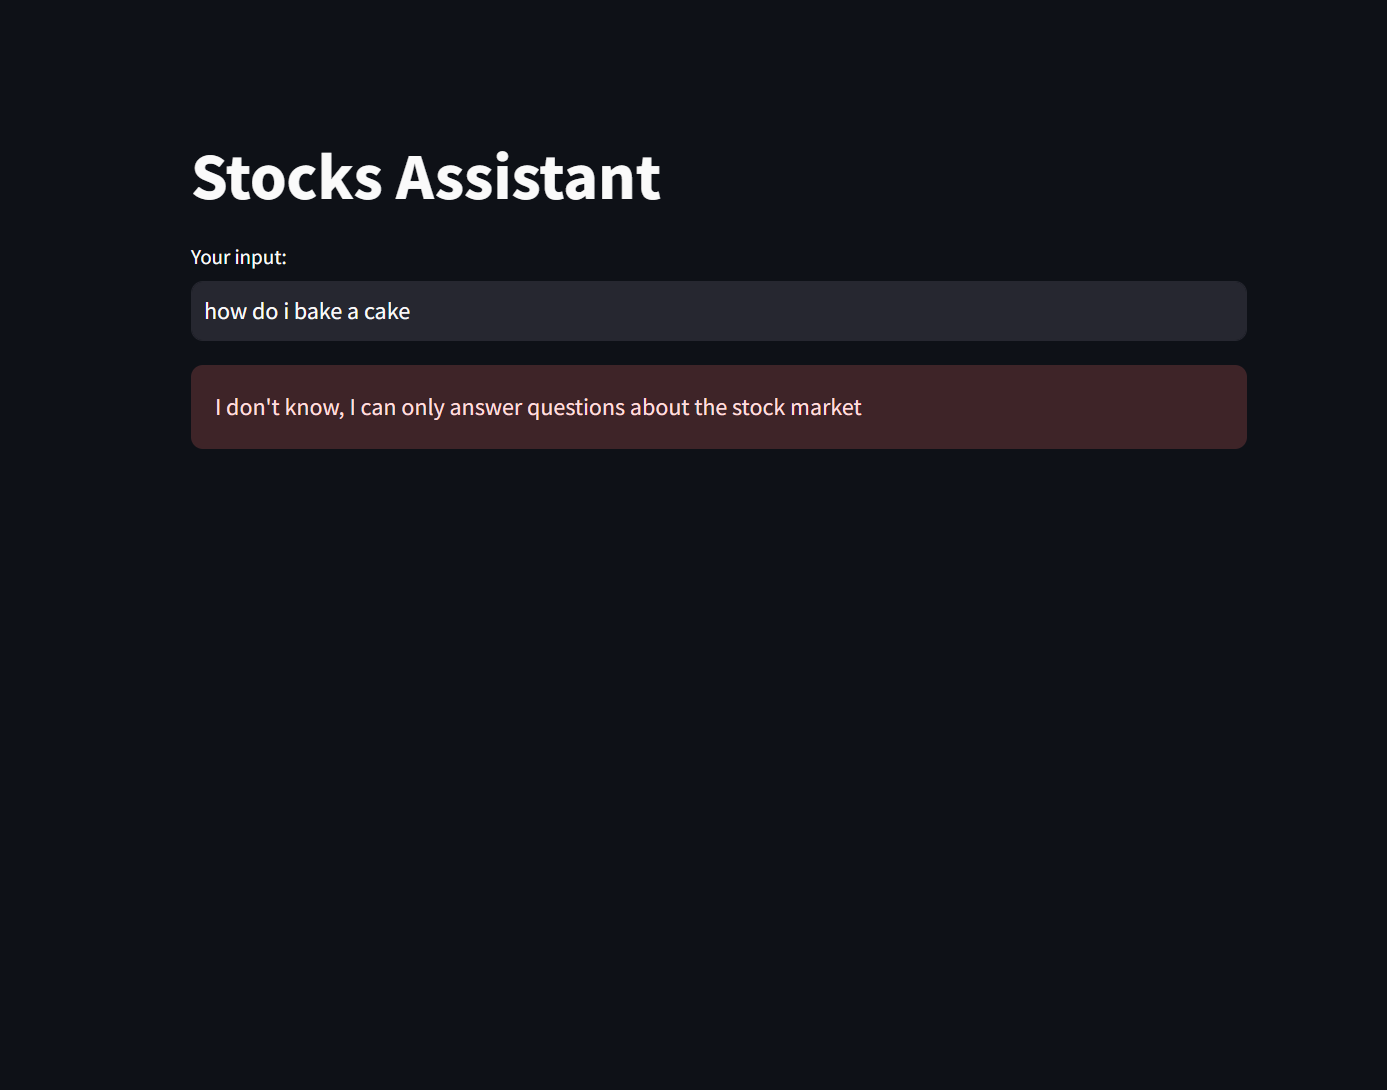 Stocks Assistant
Your input:
how do i bake a cake
I don't know, I can only answer questions about the stock market